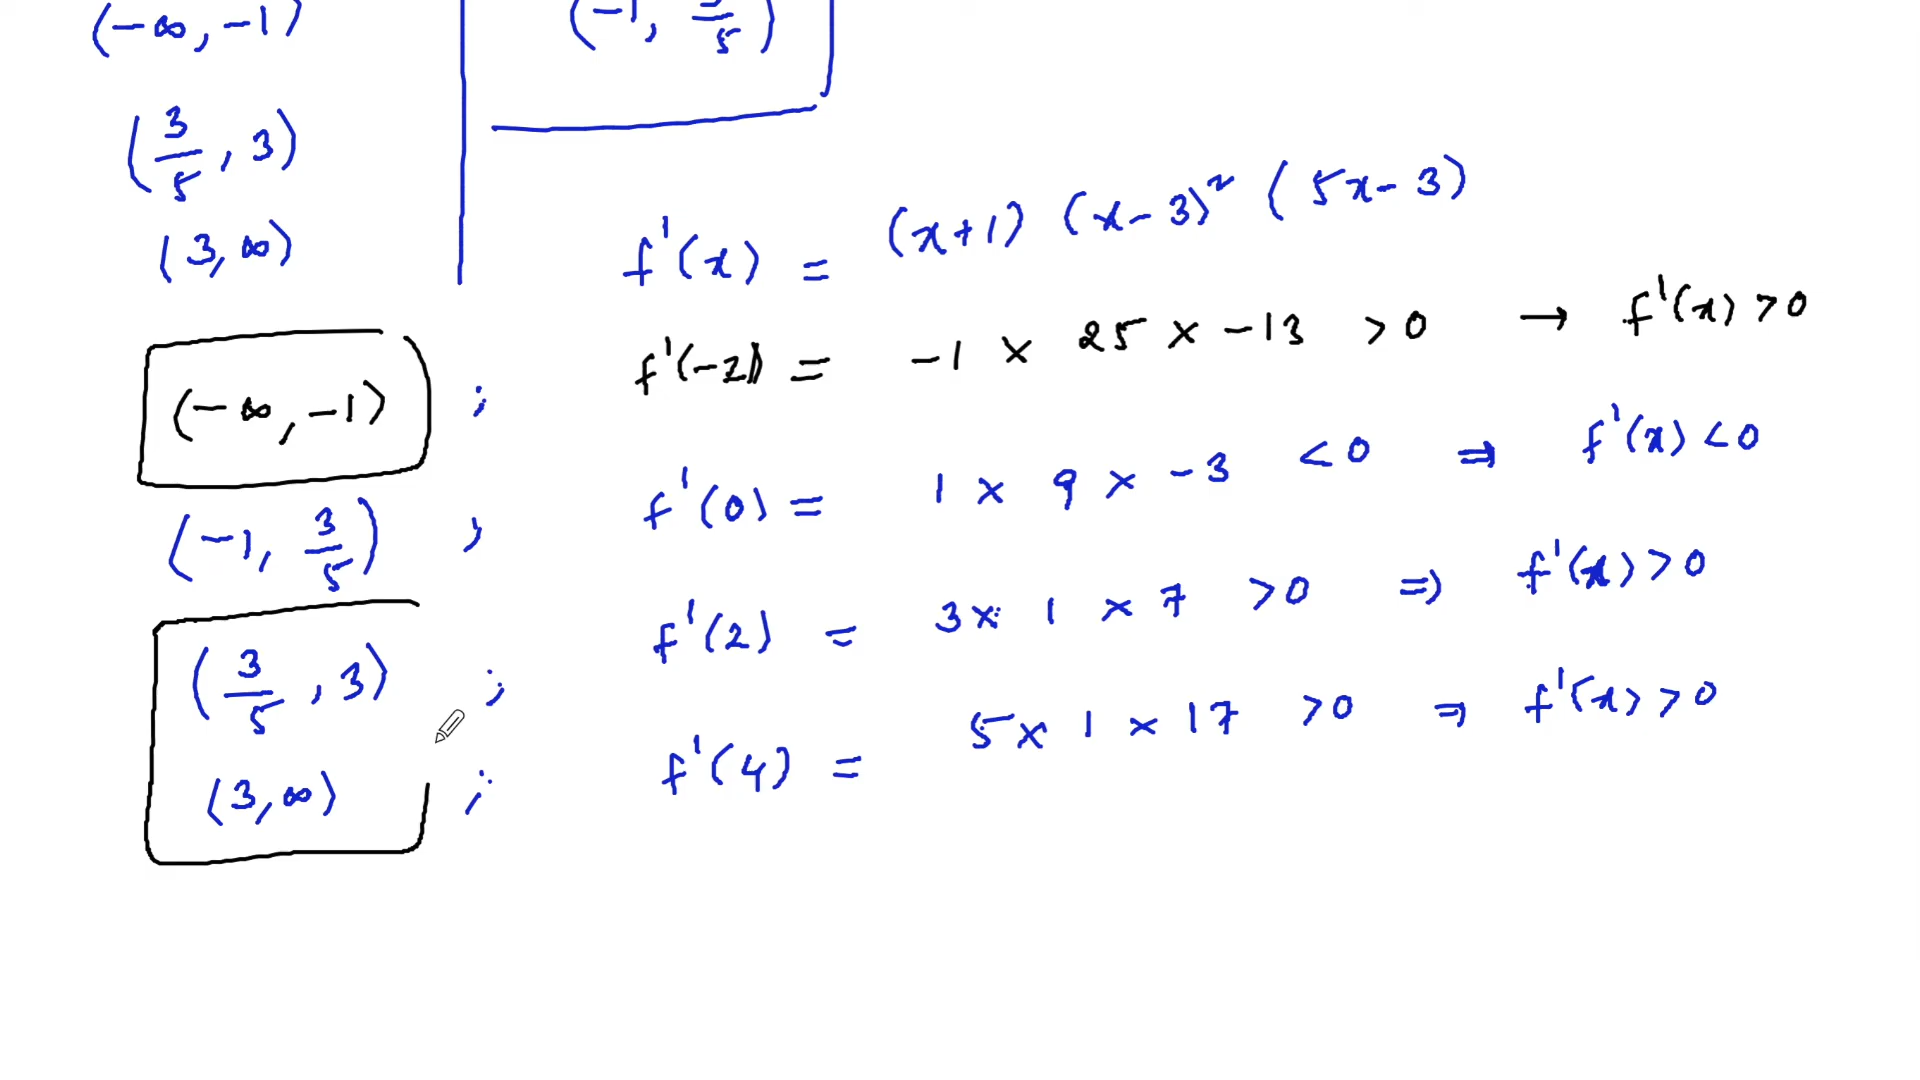 (-∞, -1)
(-1, 3/5)
(3/5, 3)
(3, ∞)
f'(x) = (x+1) (x-3)² (5x-3)
(-∞, -1) ; f'(-2) = -1 × 25 × -13 > 0 → f'(x) > 0
(-1, 3/5) , f'(0) = 1 × 9 × -3 < 0 ⇒ f'(x) < 0
(3/5, 3) ; f'(2) = 3 × 1 × 7 > 0 ⇒ f'(x) > 0
(3, ∞) ; f'(4) = 5 × 1 × 17 > 0 ⇒ f'(x) > 0